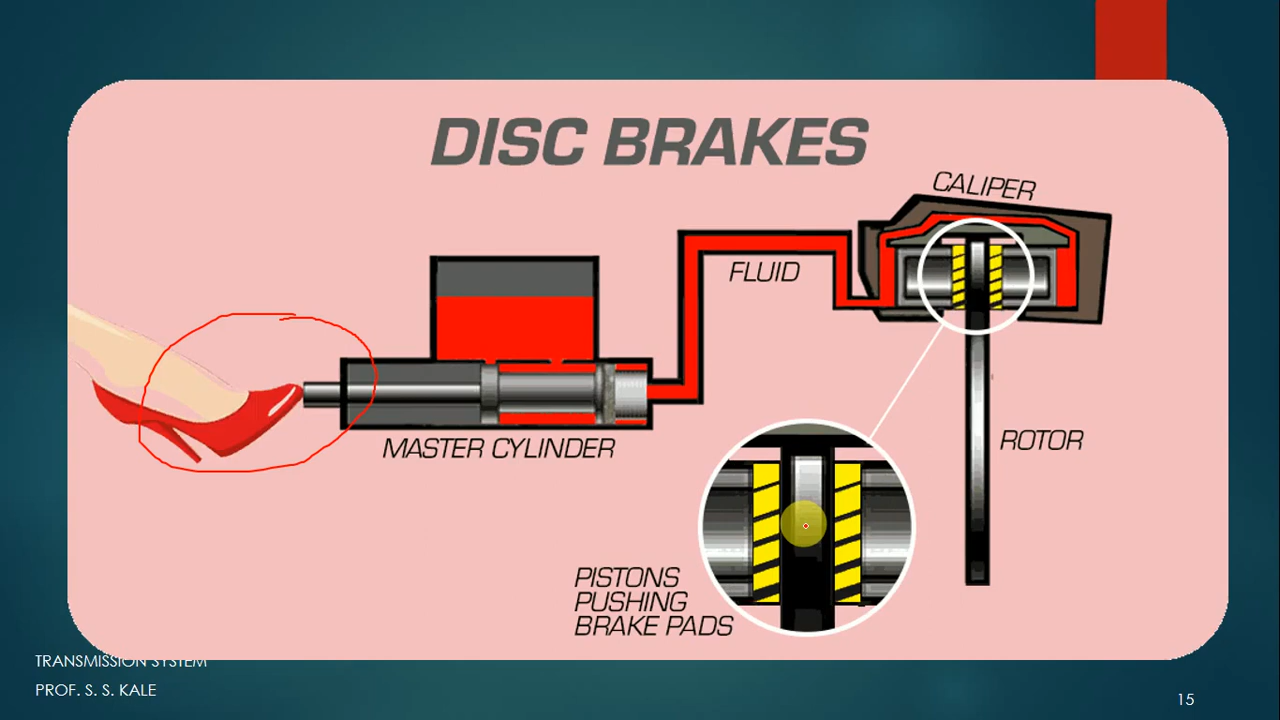 DISC BRAKES
CALIPER
FLUID
MASTER CYLINDER
ROTOR
PISTONS
PUSHING
BRAKE PADS
TRANSMISSION SYSTEM
PROF. S. S. KALE
15